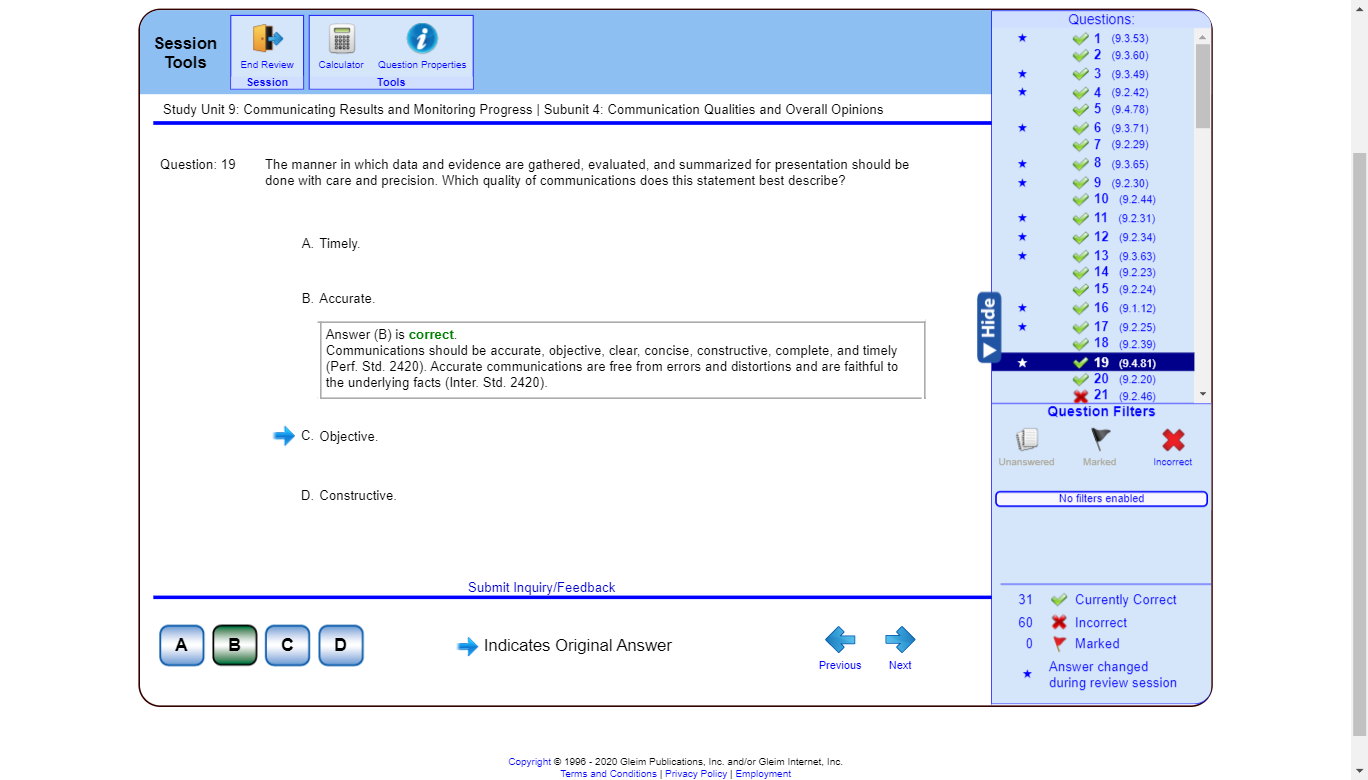 Session
Tools
End Review
Session
Calculator
Question Properties
Tools
Study Unit 9: Communicating Results and Monitoring Progress | Subunit 4: Communication Qualities and Overall Opinions
Question: 19
The manner in which data and evidence are gathered, evaluated, and summarized for presentation should be
done with care and precision. Which quality of communications does this statement best describe?
A. Timely.
B. Accurate.
Answer (B) is correct.
Communications should be accurate, objective, clear, concise, constructive, complete, and timely
(Perf. Std. 2420). Accurate communications are free from errors and distortions and are faithful to
the underlying facts (Inter. Std. 2420).
C. Objective.
D. Constructive.
Submit Inquiry/Feedback
A
B
C
D
Indicates Original Answer
Previous
Next
Hide
Questions:
1 (9.3.53)
2 (9.3.60)
3 (9.3.49)
4 (9.2.42)
5 (9.4.78)
6 (9.3.71)
7 (9.2.29)
8 (9.3.65)
9 (9.2.30)
10 (9.2.44)
11 (9.2.31)
12 (9.2.34)
13 (9.3.63)
14 (9.2.23)
15 (9.2.24)
16 (9.1.12)
17 (9.2.25)
18 (9.2.39)
19 (9.4.81)
20 (9.2.20)
21 (9.2.46)
Question Filters
Unanswered
Marked
Incorrect
No filters enabled
31 Currently Correct
60 Incorrect
0 Marked
Answer changed
during review session
Copyright © 1996 - 2020 Gleim Publications, Inc. and/or Gleim Internet, Inc.
Terms and Conditions | Privacy Policy | Employment